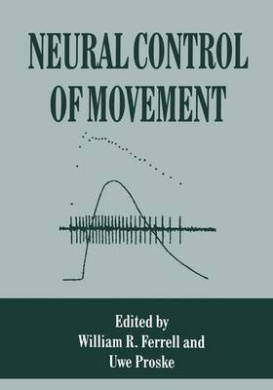 NEURAL CONTROL
OF MOVEMENT
Edited by
William R. Ferrell and
Uwe Proske